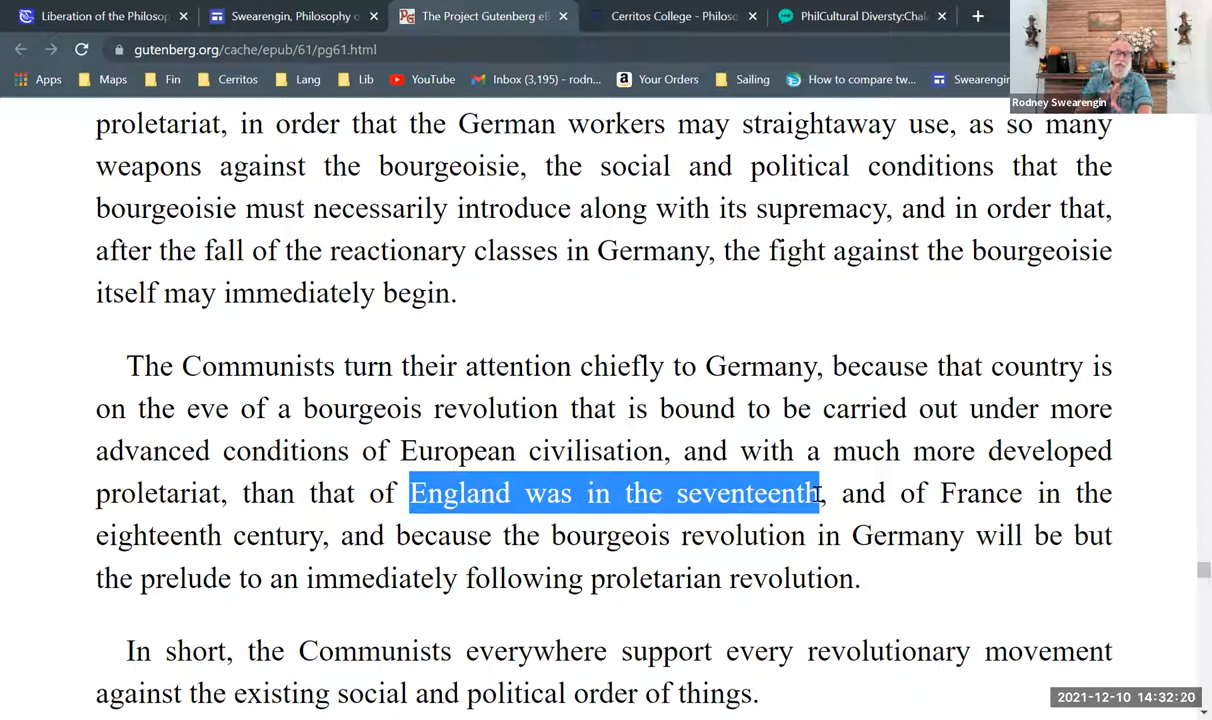 Liberation of the Philosop
Swearengin, Philosophy o
The Project Gutenberg eB
Cerritos College - Philoso
PhilCultural Diversty:Chal
gutenberg.org/cache/epub/61/pg61.html
Apps
Maps
Fin
Cerritos
Lang
Lib
YouTube
Inbox (3,195) - rodn...
Your Orders
Sailing
How to compare tw...
Swearengin
Rodney Swearengin
proletariat, in order that the German workers may straightaway use, as so many
weapons against the bourgeoisie, the social and political conditions that the
bourgeoisie must necessarily introduce along with its supremacy, and in order that,
after the fall of the reactionary classes in Germany, the fight against the bourgeoisie
itself may immediately begin.
The Communists turn their attention chiefly to Germany, because that country is
on the eve of a bourgeois revolution that is bound to be carried out under more
advanced conditions of European civilisation, and with a much more developed
proletariat, than that of England was in the seventeenth, and of France in the
eighteenth century, and because the bourgeois revolution in Germany will be but
the prelude to an immediately following proletarian revolution.
In short, the Communists everywhere support every revolutionary movement
against the existing social and political order of things.
2021-12-10 14:32:20